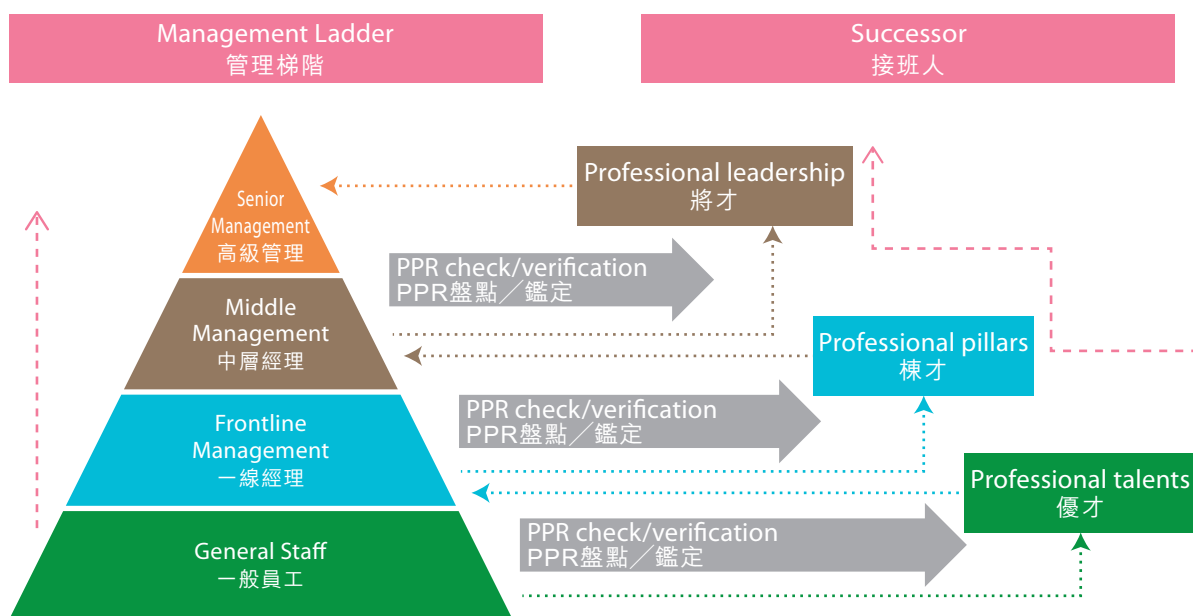 Management Ladder
管理梯階
Successor
接班人
Senior
Management
高級管理
Professional leadership
將才
PPR check/verification
PPR盤點／鑑定
Middle
Management
中層經理
Professional pillars
棟才
PPR check/verification
PPR盤點／鑑定
Frontline
Management
一線經理
Professional talents
優才
PPR check/verification
PPR盤點／鑑定
General Staff
一般員工